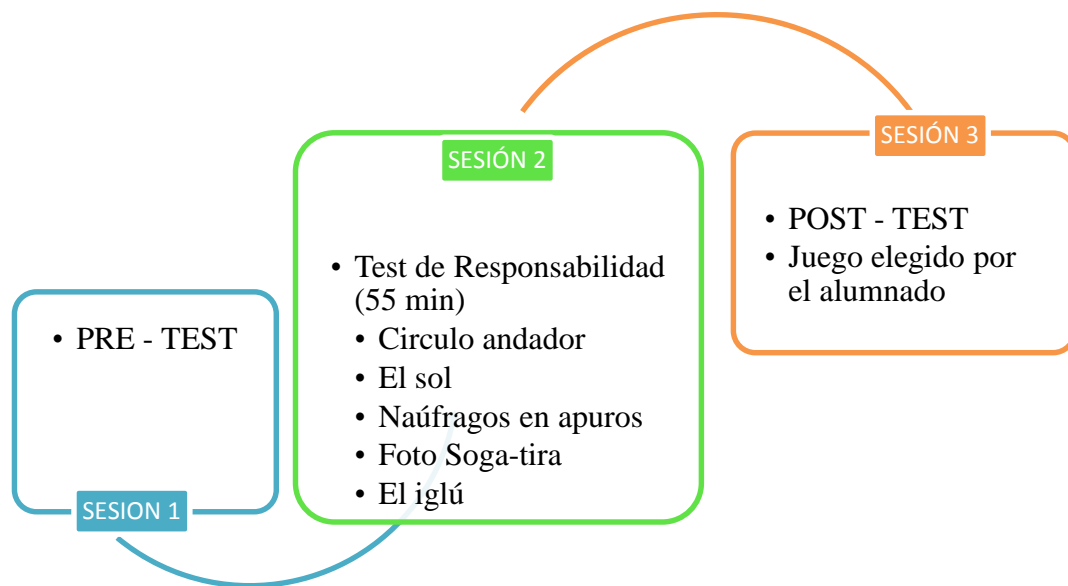 • PRE - TEST
SESION 1
SESIÓN 2
• Test de Responsabilidad
(55 min)
• Circulo andador
• El sol
• Naúfragos en apuros
• Foto Soga-tira
• El iglú
SESIÓN 3
• POST - TEST
• Juego elegido por
el alumnado